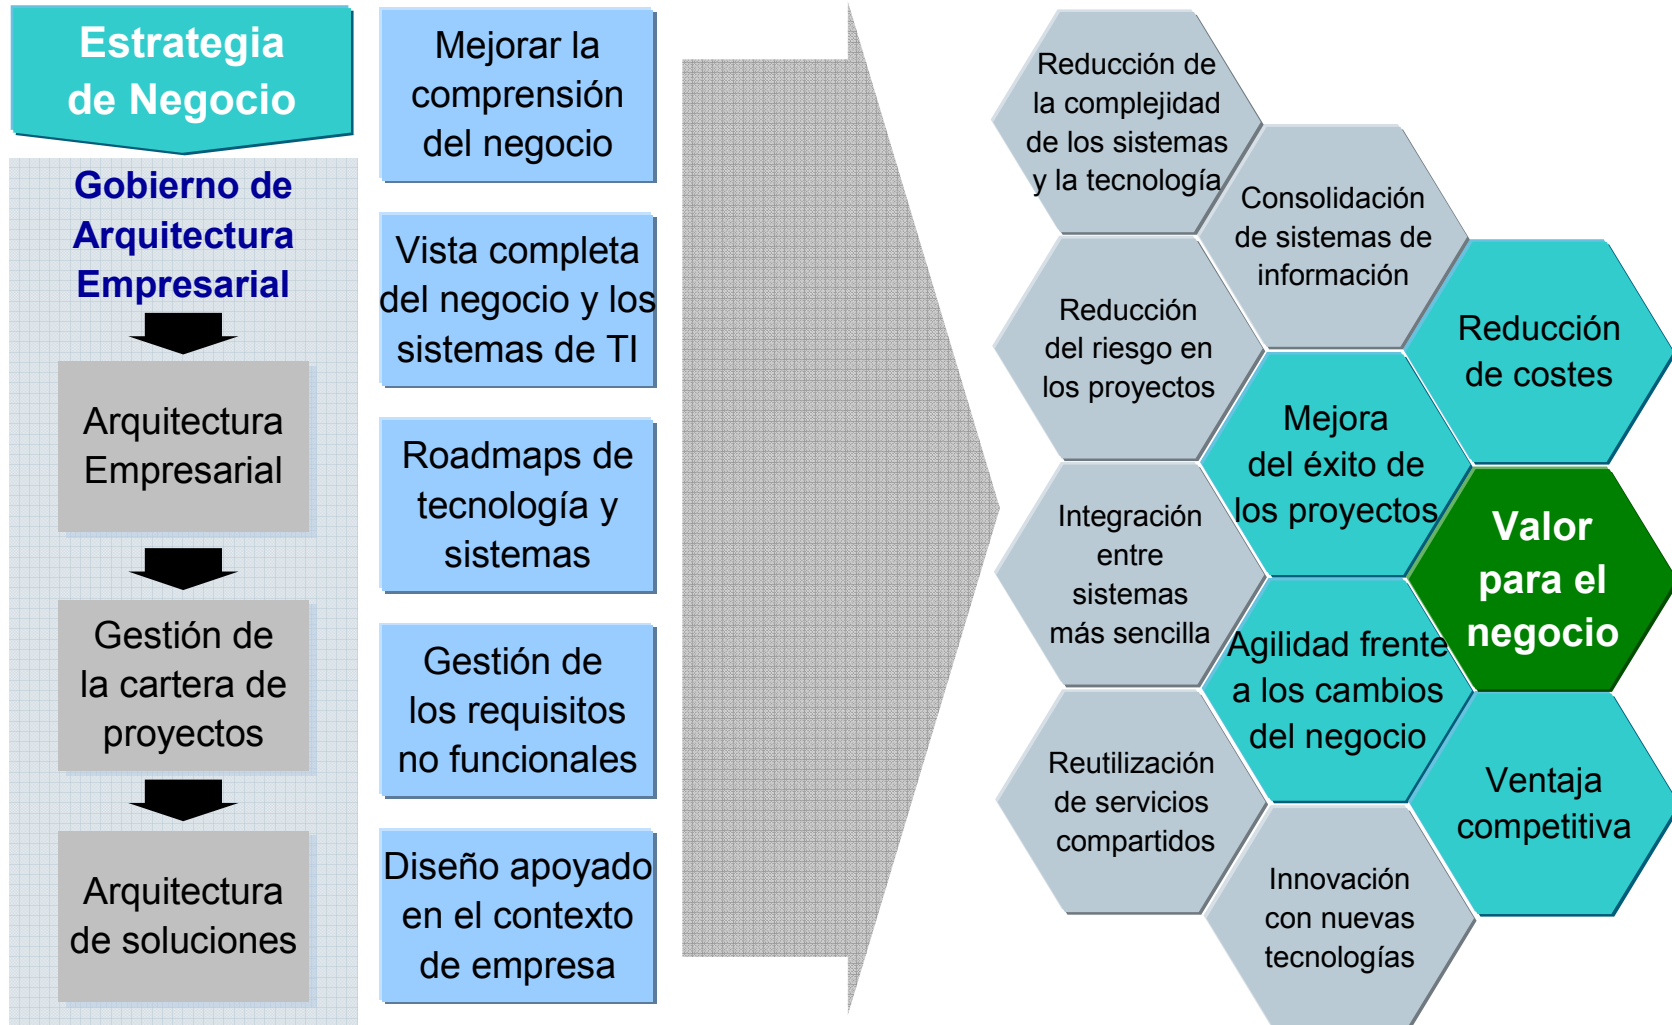 Estrategia
de Negocio
Gobierno de
Arquitectura
Empresarial
Arquitectura
Empresarial
Gestión de
la cartera de
proyectos
Arquitectura
de soluciones
Mejorar la
comprensión
del negocio
Vista completa
del negocio y los
sistemas de TI
Roadmaps de
tecnología y
sistemas
Gestión de
los requisitos
no funcionales
Diseño apoyado
en el contexto
de empresa
Reducción de
la complejidad
de los sistemas
y la tecnología
Consolidación
de sistemas de
información
Reducción
del riesgo en
los proyectos
Reducción
de costes
Mejora
del éxito de
los proyectos
Integración
entre
sistemas
más sencilla
Valor
para el
negocio
Agilidad frente
a los cambios
del negocio
Reutilización
de servicios
compartidos
Ventaja
competitiva
Innovación
con nuevas
tecnologías